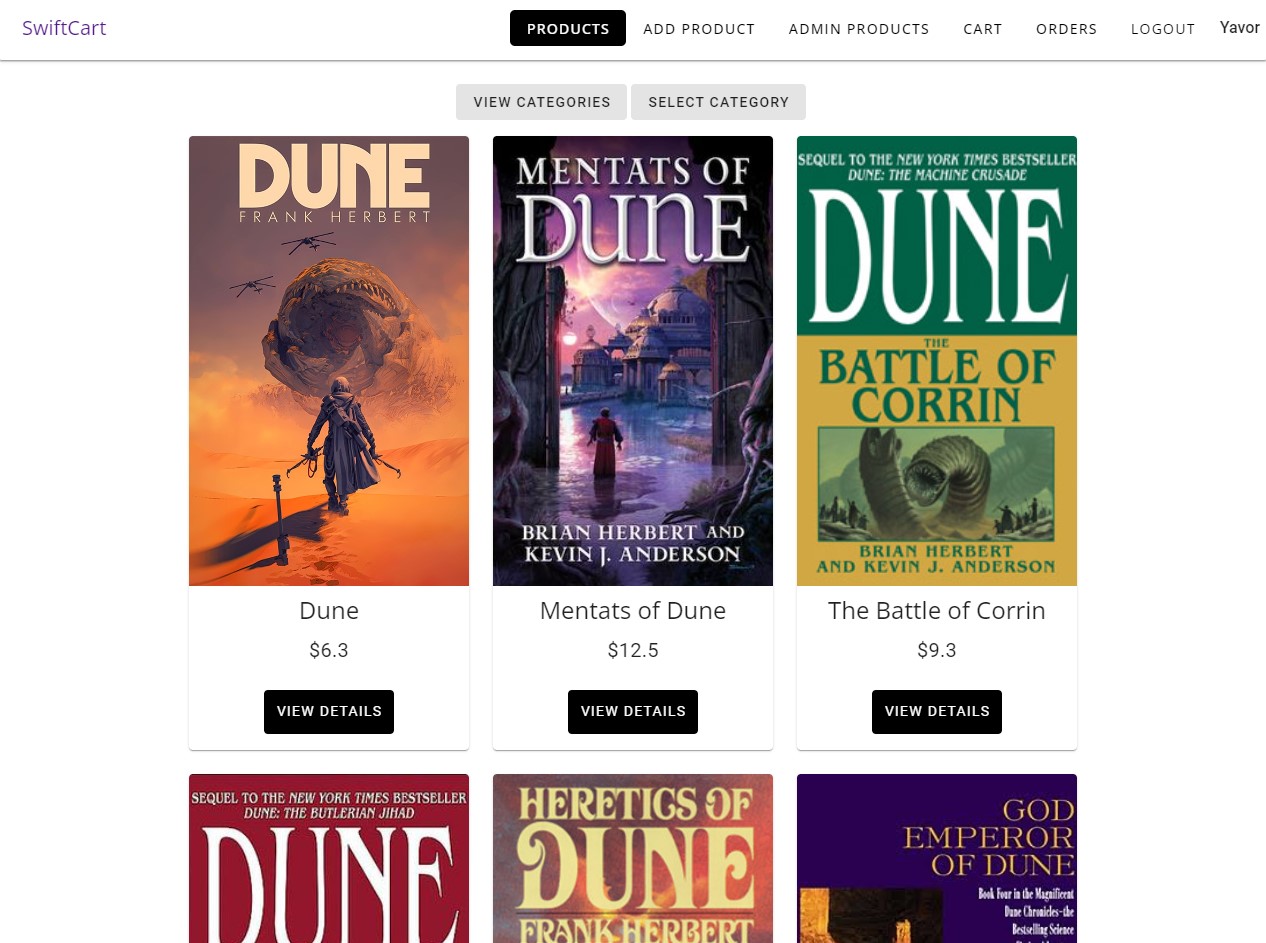 SwiftCart
PRODUCTS
ADD PRODUCT
ADMIN PRODUCTS
CART
ORDERS
LOGOUT
Yavor
VIEW CATEGORIES
SELECT CATEGORY
DUNE
FRANK HERBERT
MENTATS OF
DUNE
BRIAN HERBERT AND
KEVIN J. ANDERSON
SEQUEL TO THE NEW YORK TIMES BESTSELLER
DUNE: THE MACHINE CRUSADE
DUNE
THE
BATTLE OF
CORRIN
BRIAN HERBERT
AND KEVIN J. ANDERSON
Dune
$6.3
VIEW DETAILS
Mentats of Dune
$12.5
VIEW DETAILS
The Battle of Corrin
$9.3
VIEW DETAILS
SEQUEL TO THE NEW YORK TIMES BESTSELLER
DUNE: THE BUTLERIAN JIHAD
DUNE
HERETICS OF
DUNE
FRANK HERBERT
GOD
EMPEROR
OF DUNE
Book Four in the Magnificent
Dune Chronicles–the
Bestselling Science